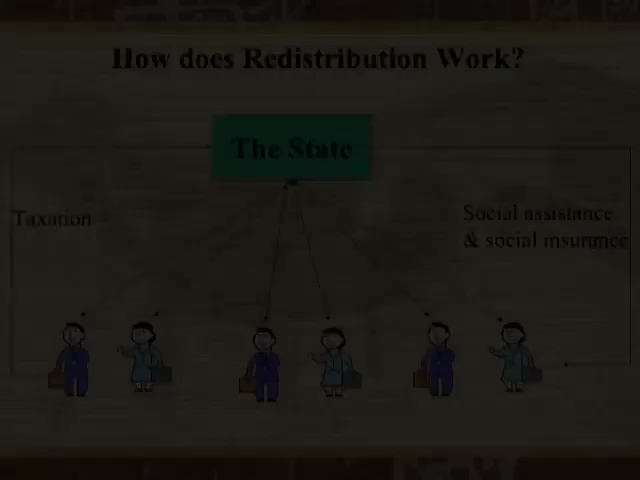 How does Redistribution Work?
The State
Taxation
Social assistance
& social insurance